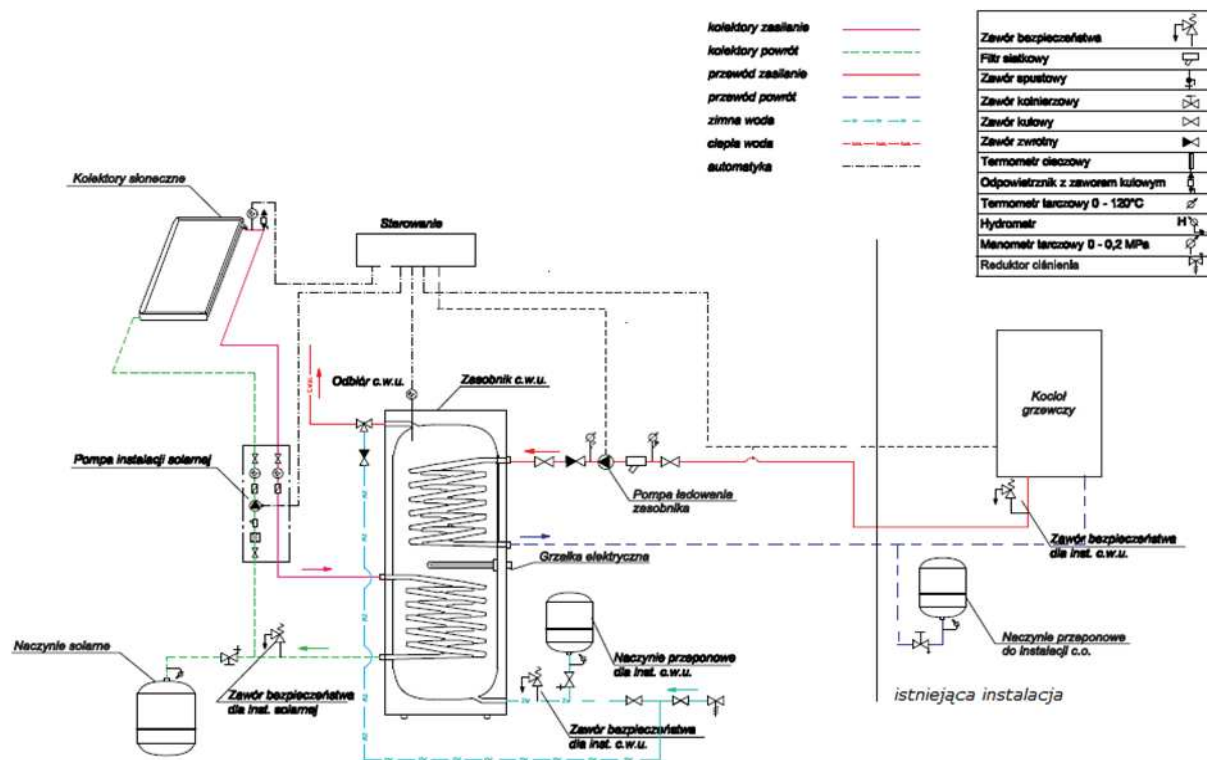 kolektory zasilanie
kolektory powrót
przewód zasilanie
przewód powrót
zimna woda
ciepła woda
automatyka
Zawór bezpieczeństwa
Filtr siatkowy
Zawór spustowy
Zawór kołnierzowy
Zawór kulowy
Zawór zwrotny
Termometr cieczowy
Odpowietrznik z zaworem kulowym
Termometr tarczowy 0 - 120°C
Hydrometr
H
Manometr tarczowy 0 - 0,2 MPa
Reduktor ciśnienia
Kolektory słoneczne
Sterowanie
Odbiór c.w.u.
Zasobnik c.w.u.
Kocioł
grzewczy
Pompa instalacji solarnej
Pompa ładowania
zasobnika
Zawór bezpieczeństwa
dla inst. c.w.u.
Grzałka elektryczna
Naczynie solarne
Zawór bezpieczeństwa
dla inst. solarnej
Naczynie przeponowe
dla inst. c.w.u.
Naczynie przeponowe
do instalacji c.o.
Zawór bezpieczeństwa
dla inst. c.w.u.
istniejąca instalacja